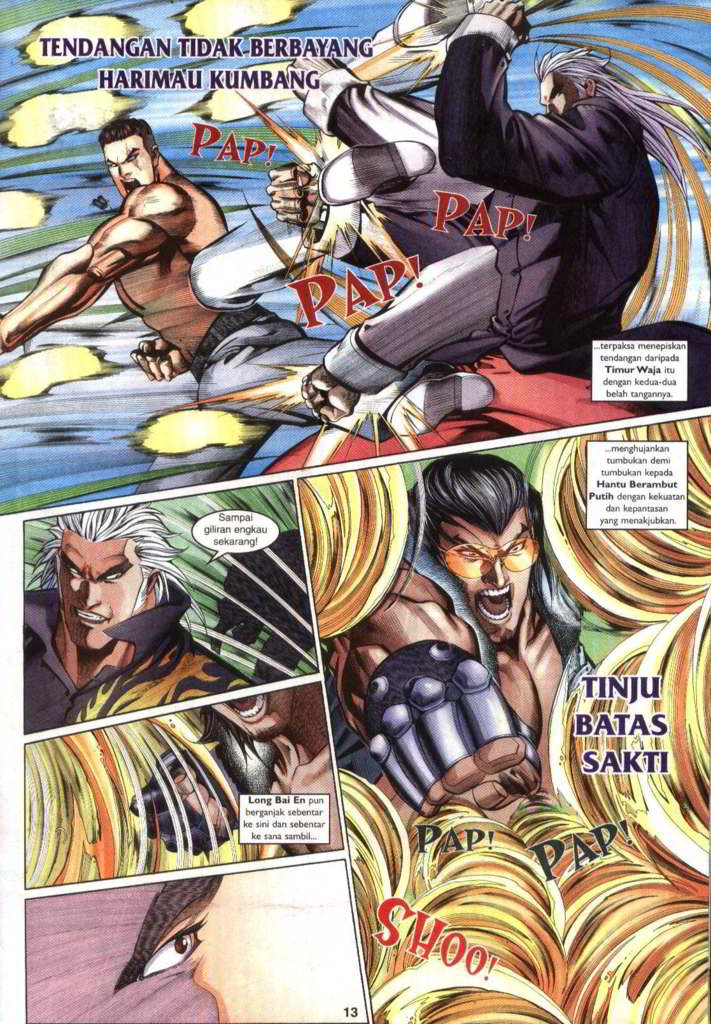 TENDANGAN TIDAK BERBAYANG
HARIMAU KUMBANG
PAP!
PAP!
PAP!
...terpaksa menepiskan
tendangan daripada
Timur Waja itu
dengan kedua-dua
belah tangannya.
Sampai
giliran engkau
sekarang!
Long Bai En pun
berganjak sebentar
ke sini dan sebentar
ke sana sambil...
...menghujankan
tumbukan demi
tumbukan kepada
Hantu Berambut
Putih dengan kekuatan
dan kepantasan
yang menakjubkan.
TINJU
BATAS
SAKTI
PAP!
PAP!
SHOO!
13